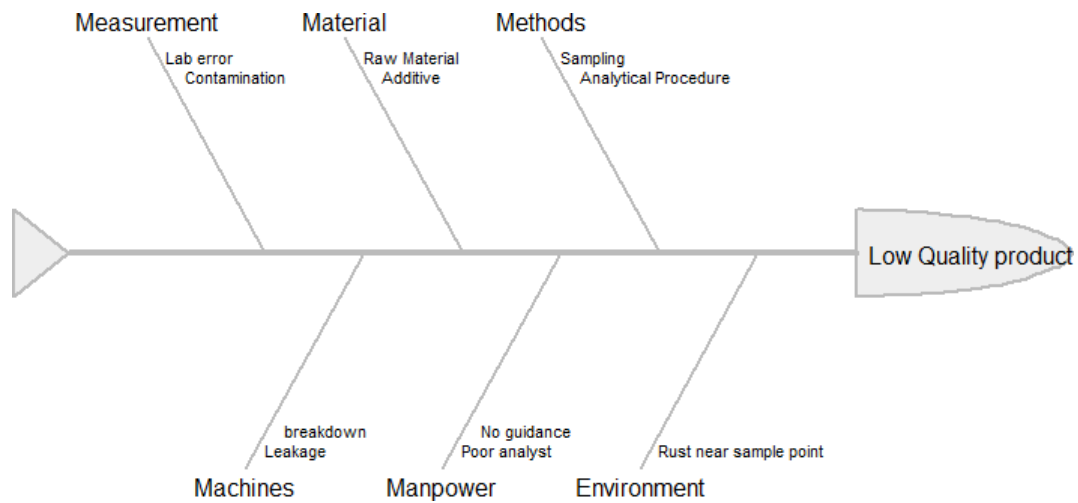 Measurement
Lab error
Contamination
Material
Raw Material
Additive
Methods
Sampling
Analytical Procedure
Low Quality product
breakdown
Leakage
Machines
No guidance
Poor analyst
Manpower
Rust near sample point
Environment